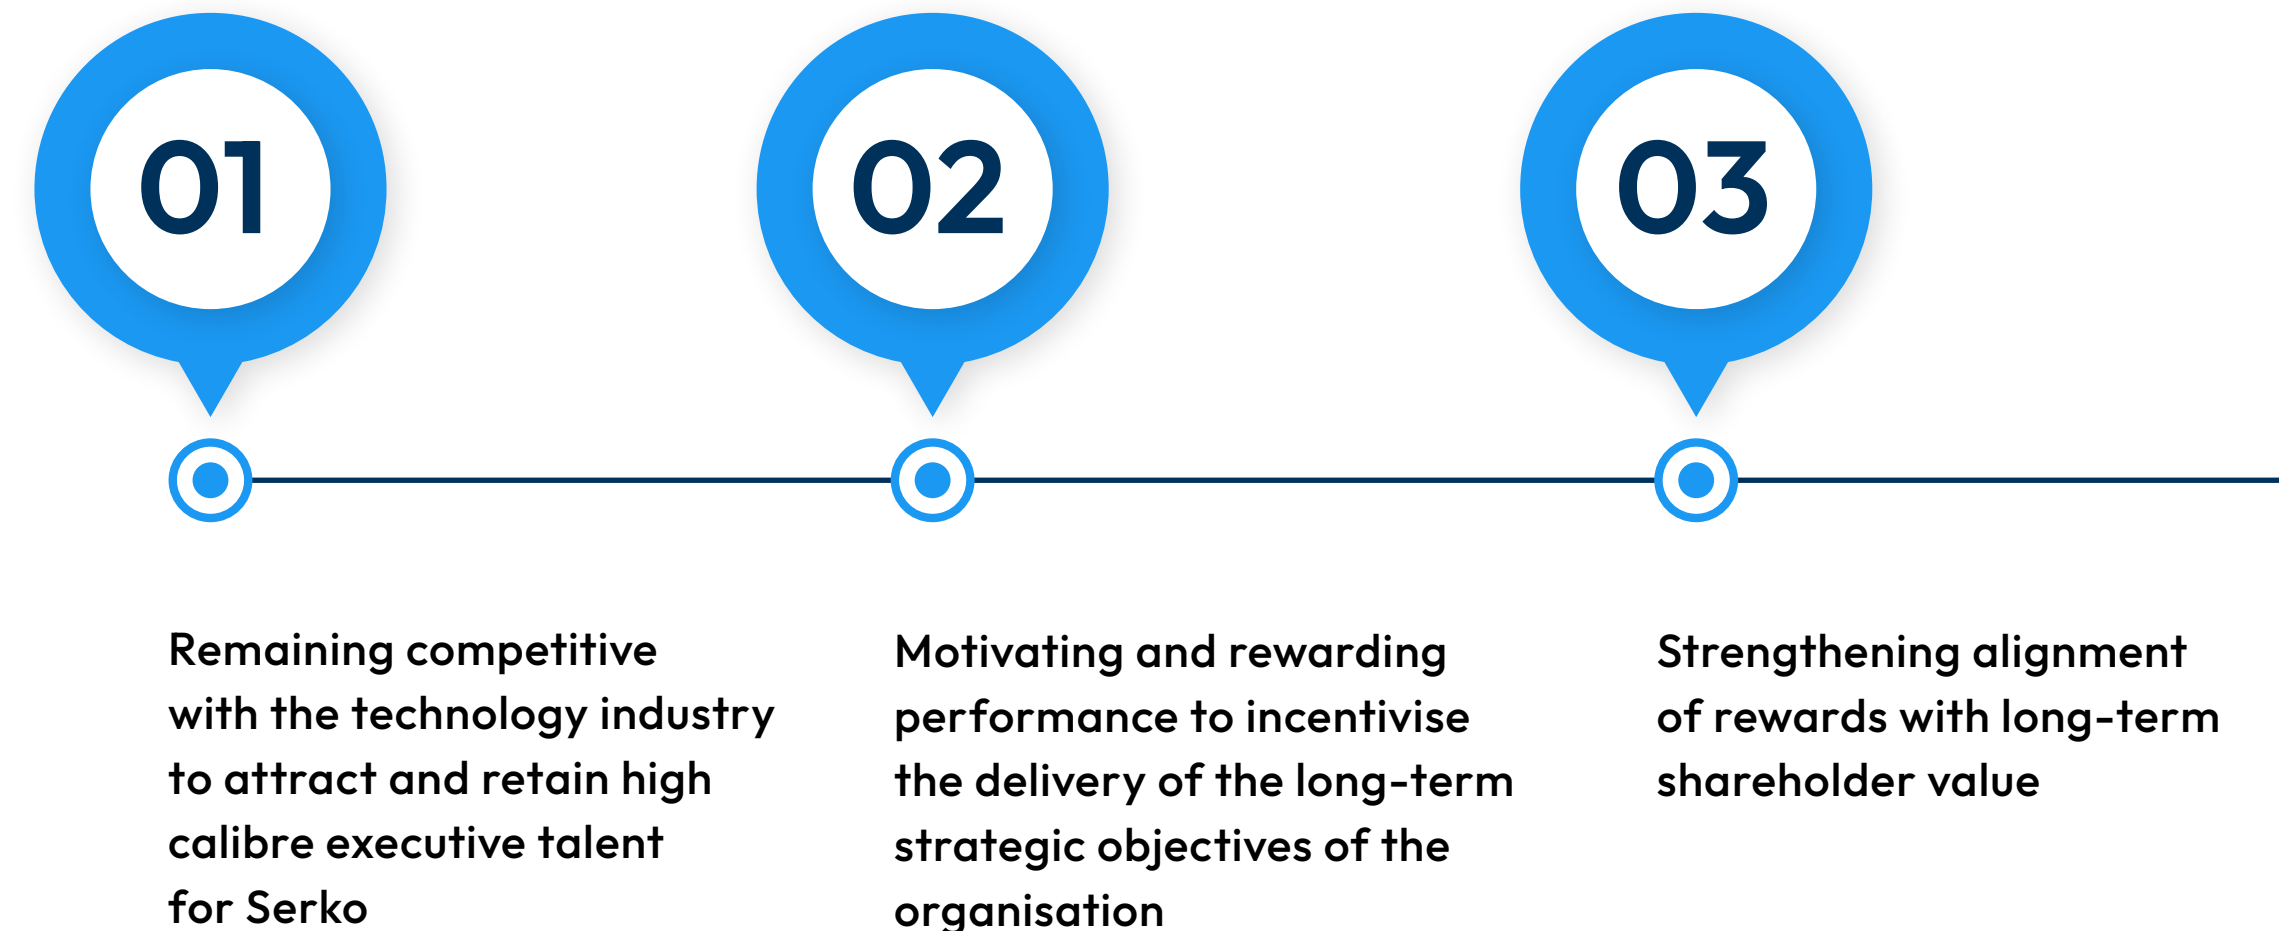 01
02
03
Remaining competitive
with the technology industry
to attract and retain high
calibre executive talent
for Serko
Motivating and rewarding
performance to incentivise
the delivery of the long-term
strategic objectives of the
organisation
Strengthening alignment
of rewards with long-term
shareholder value